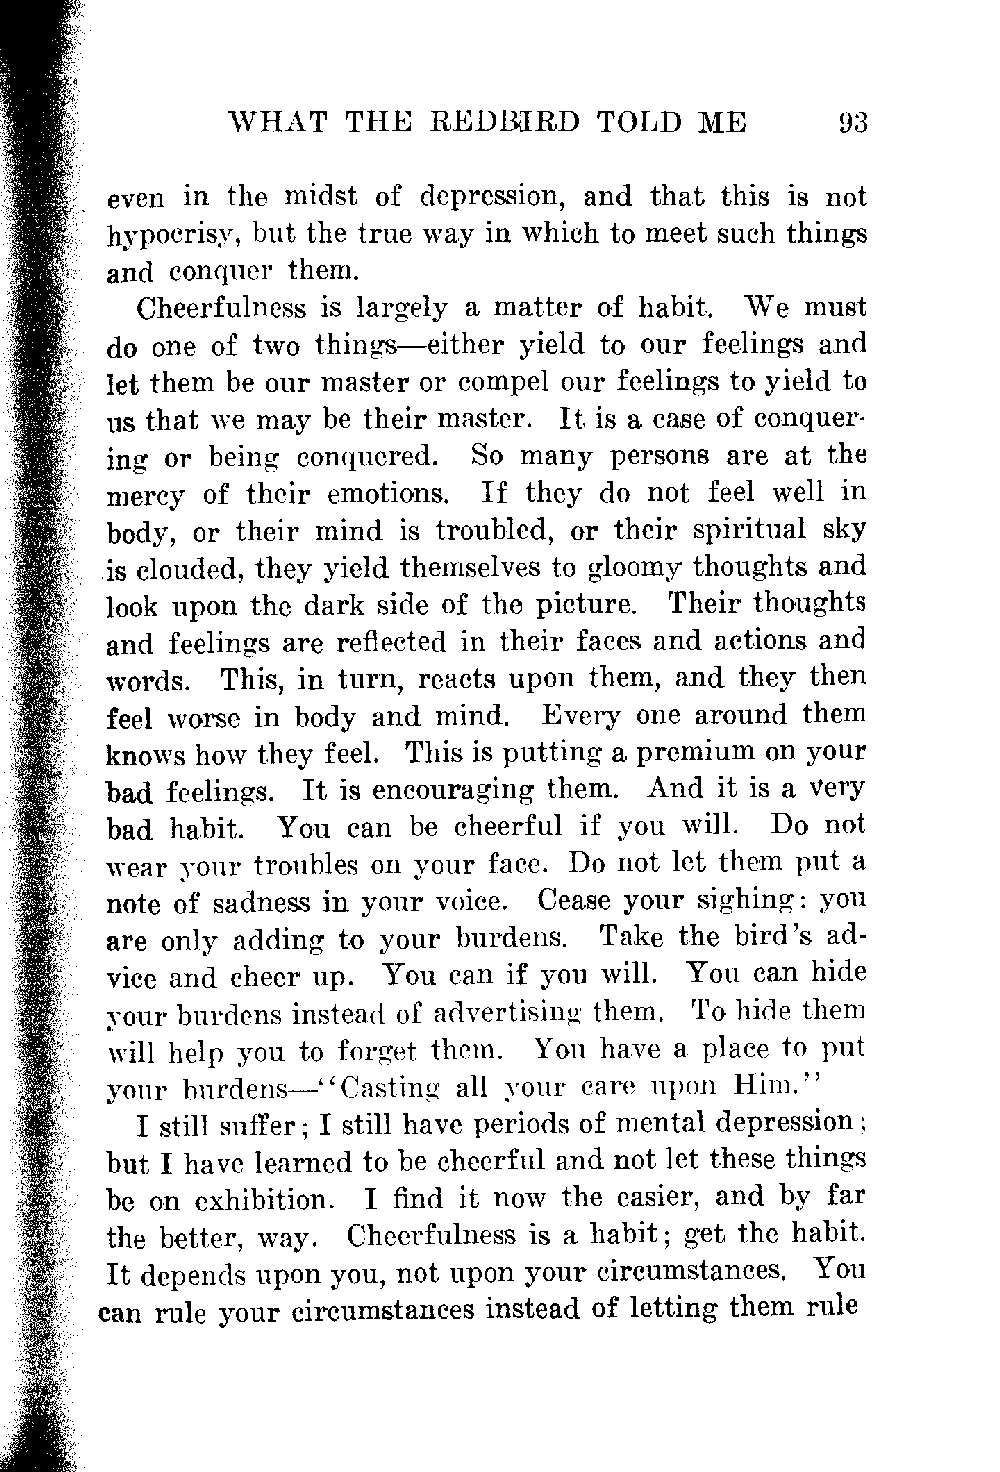 WHAT THE REDBIRD TOLD ME 93
even in the midst of depression, and that this is not
hypocrisy, but the true way in which to meet such things
and conquer them.
Cheerfulness is largely a matter of habit. We must
do one of two things—either yield to our feelings and
let them be our master or compel our feelings to yield to
us that we may be their master. It is a case of conquer-
ing or being conquered. So many persons are at the
mercy of their emotions. If they do not feel well in
body, or their mind is troubled, or their spiritual sky
is clouded, they yield themselves to gloomy thoughts and
look upon the dark side of the picture. Their thoughts
and feelings are reflected in their faces and actions and
words. This, in turn, reacts upon them, and they then
feel worse in body and mind. Every one around them
knows how they feel. This is putting a premium on your
bad feelings. It is encouraging them. And it is a very
bad habit. You can be cheerful if you will. Do not
wear your troubles on your face. Do not let them put a
note of sadness in your voice. Cease your sighing: you
are only adding to your burdens. Take the bird's ad-
vice and cheer up. You can if you will. You can hide
your burdens instead of advertising them. To hide them
will help you to forget them. You have a place to put
your burdens—"Casting all your care upon Him."
I still suffer; I still have periods of mental depression;
but I have learned to be cheerful and not let these things
be on exhibition. I find it now the easier, and by far
the better, way. Cheerfulness is a habit; get the habit.
It depends upon you, not upon your circumstances. You
can rule your circumstances instead of letting them rule